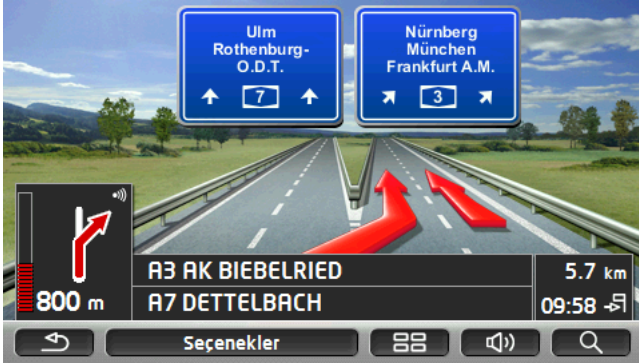 Ulm
Rothenburg-
O.D.T.
7
Nürnberg
München
Frankfurt A.M.
3
800 m
A3 AK BIEBELRIED
5.7 km
A7 DETTELBACH
09:58
Seçenekler